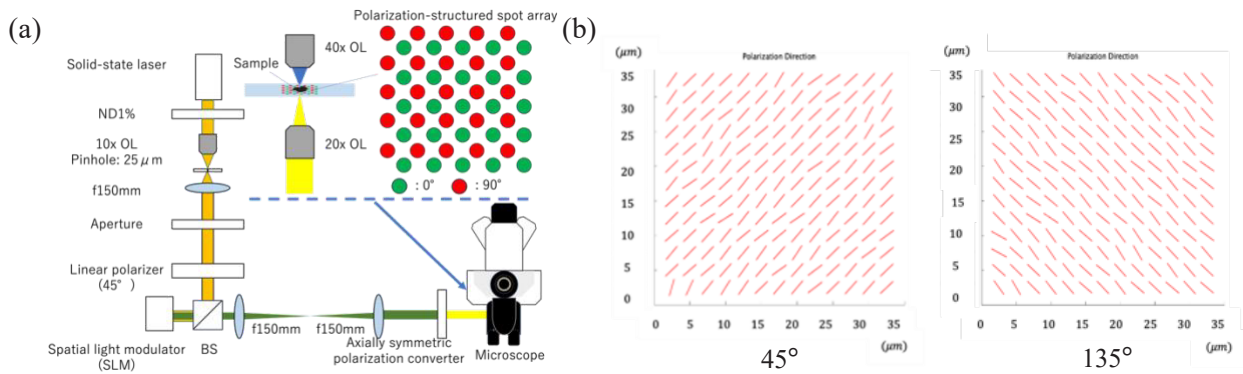 (a)
Polarization-structured spot array
40x OL
Solid-state laser
Sample
ND1%
10x OL
Pinhole: 25μm
20x OL
f150mm
: 0° : 90°
Aperture
Linear polarizer
(45°)
f150mm f150mm
Spatial light modulator
(SLM)
BS
Axially symmetric
polarization converter
Microscope
(b)
(μm)
Polarization Direction
35
30
25
20
15
10
5
0
0 5 10 15 20 25 30 35
(μm)
45°
(μm)
Polarization Direction
35
30
25
20
15
10
5
0
0 5 10 15 20 25 30 35
(μm)
135°